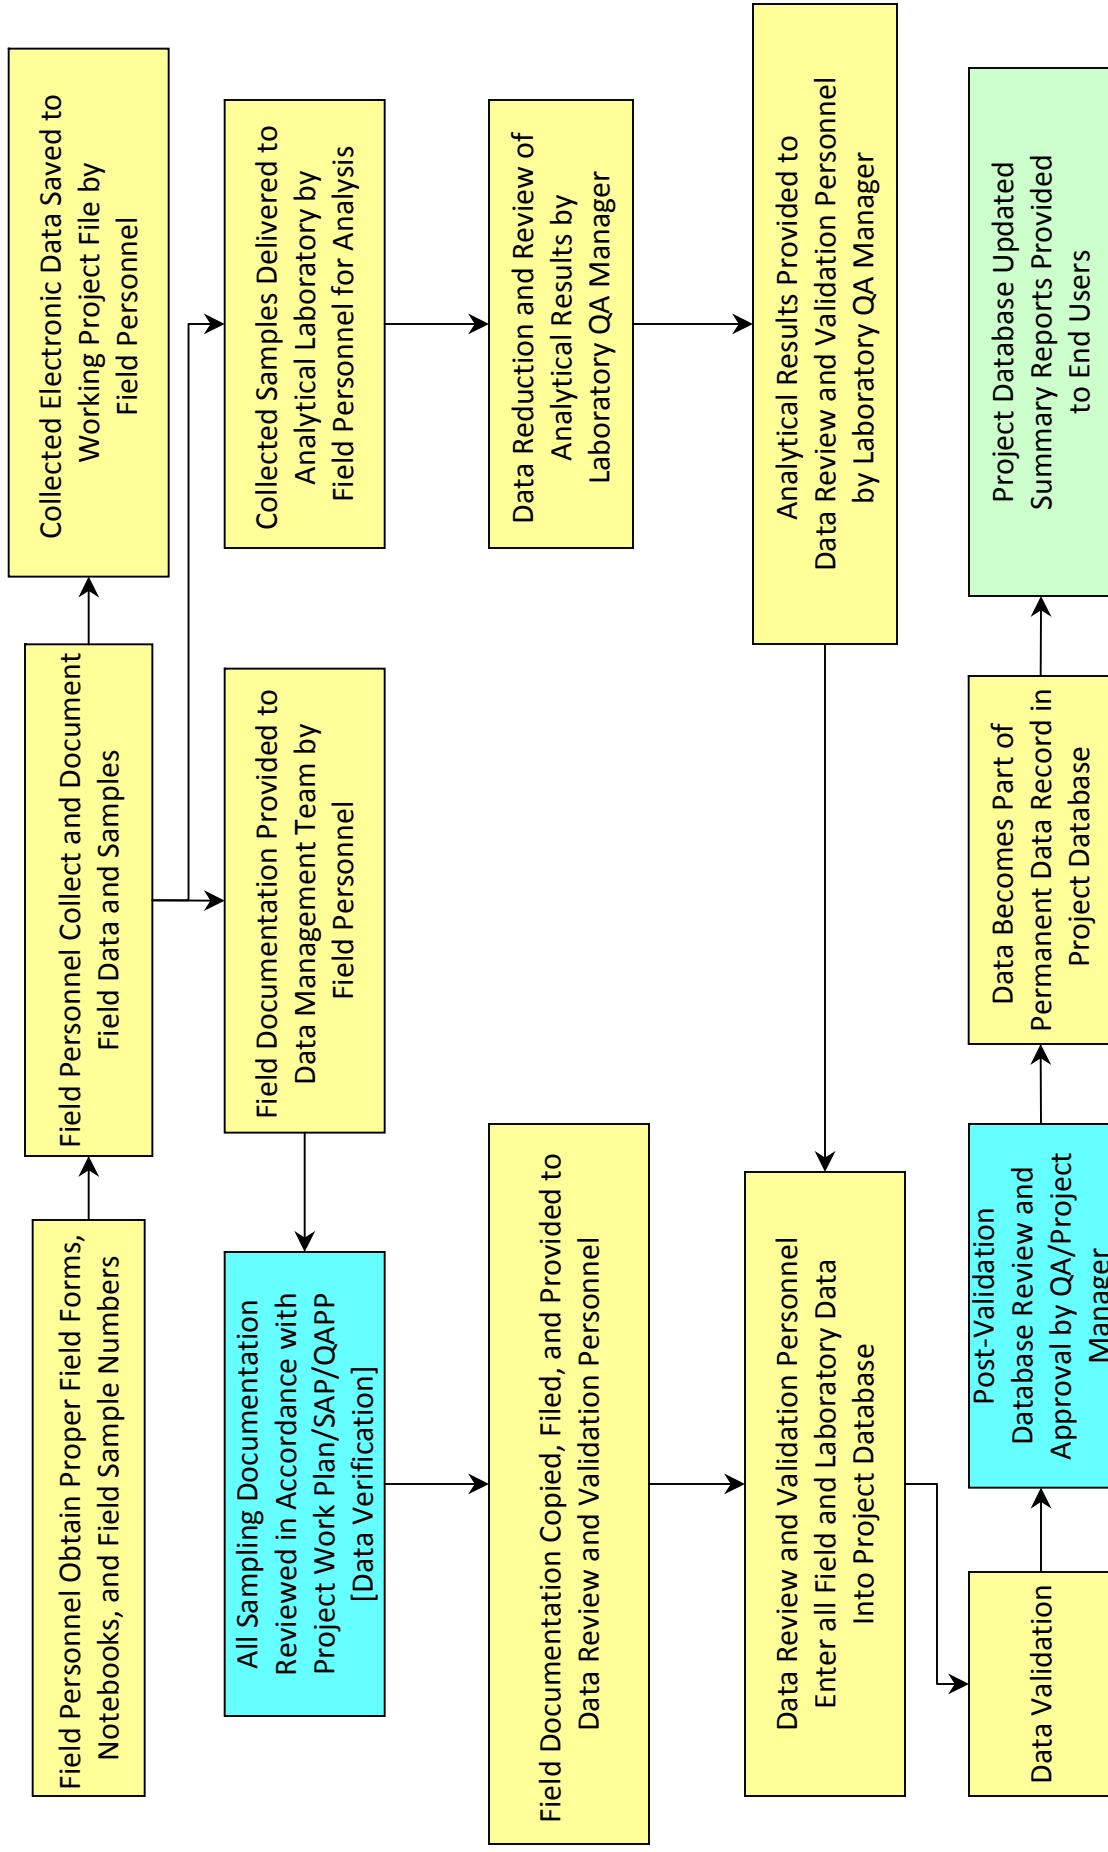 Field Personnel Obtain Proper Field Forms,
Notebooks, and Field Sample Numbers
Field Personnel Collect and Document
Field Data and Samples
Collected Electronic Data Saved to
Working Project File by
Field Personnel
All Sampling Documentation
Reviewed in Accordance with
Project Work Plan/SAP/QAPP
[Data Verification]
Field Documentation Provided to
Data Management Team by
Field Personnel
Collected Samples Delivered to
Analytical Laboratory by
Field Personnel for Analysis
Field Documentation Copied, Filed, and Provided to
Data Review and Validation Personnel
Data Reduction and Review of
Analytical Results by
Laboratory QA Manager
Data Review and Validation Personnel
Enter all Field and Laboratory Data
Into Project Database
Analytical Results Provided to
Data Review and Validation Personnel
by Laboratory QA Manager
Data Validation
Post-Validation
Database Review and
Approval by QA/Project
Manager
Data Becomes Part of
Permanent Data Record in
Project Database
Project Database Updated
Summary Reports Provided
to End Users